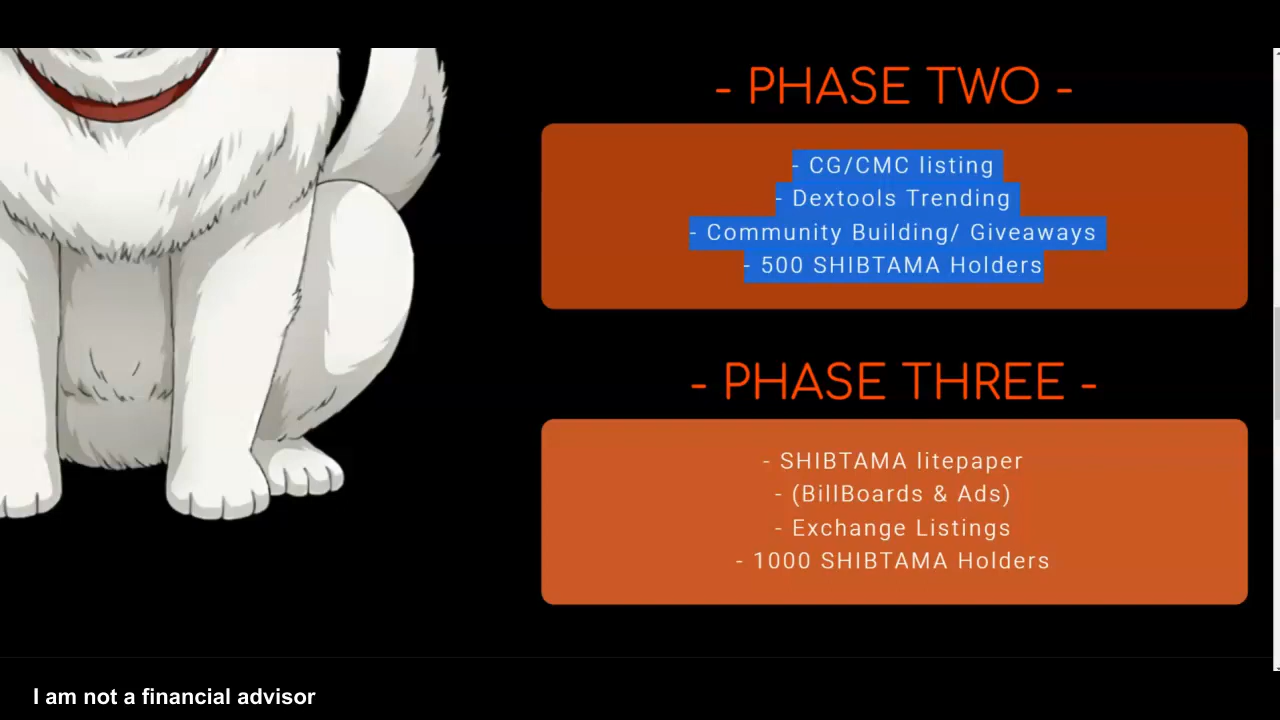 - PHASE TWO -
- CG/CMC listing
- Dextools Trending
- Community Building/ Giveaways
- 500 SHIBTAMA Holders
- PHASE THREE -
- SHIBTAMA litepaper
- (BillBoards & Ads)
- Exchange Listings
- 1000 SHIBTAMA Holders
I am not a financial advisor